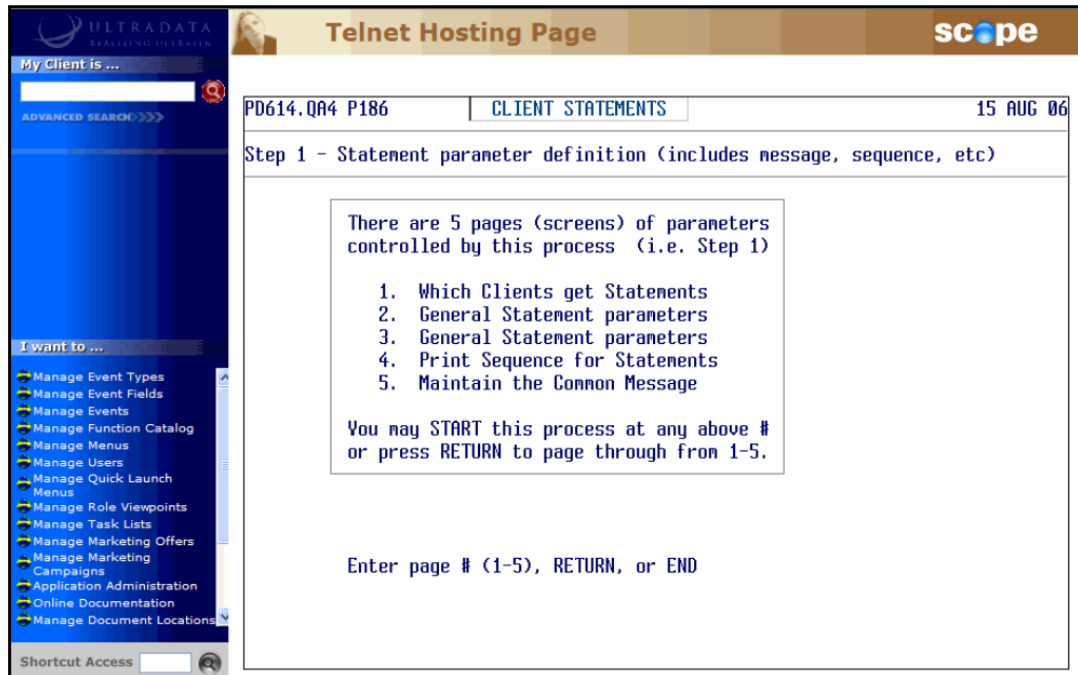 ULTRADATA
Telnet Hosting Page
scope
My Client is ...
ADVANCED SEARCH >>>>
PD614.QA4 P186
CLIENT STATEMENTS
15 AUG 06
Step 1 - Statement parameter definition (includes message, sequence, etc)
There are 5 pages (screens) of parameters
controlled by this process (i.e. Step 1)
1. Which Clients get Statements
2. General Statement parameters
3. General Statement parameters
4. Print Sequence for Statements
5. Maintain the Common Message
You may START this process at any above #
or press RETURN to page through from 1-5.
Enter page # (1-5), RETURN, or END
I want to ...
Manage Event Types
Manage Event Fields
Manage Events
Manage Function Catalog
Manage Menus
Manage Users
Manage Quick Launch
Menus
Manage Role Viewpoints
Manage Task Lists
Manage Marketing Offers
Manage Marketing
Campaigns
Application Administration
Online Documentation
Manage Document Locations
Shortcut Access